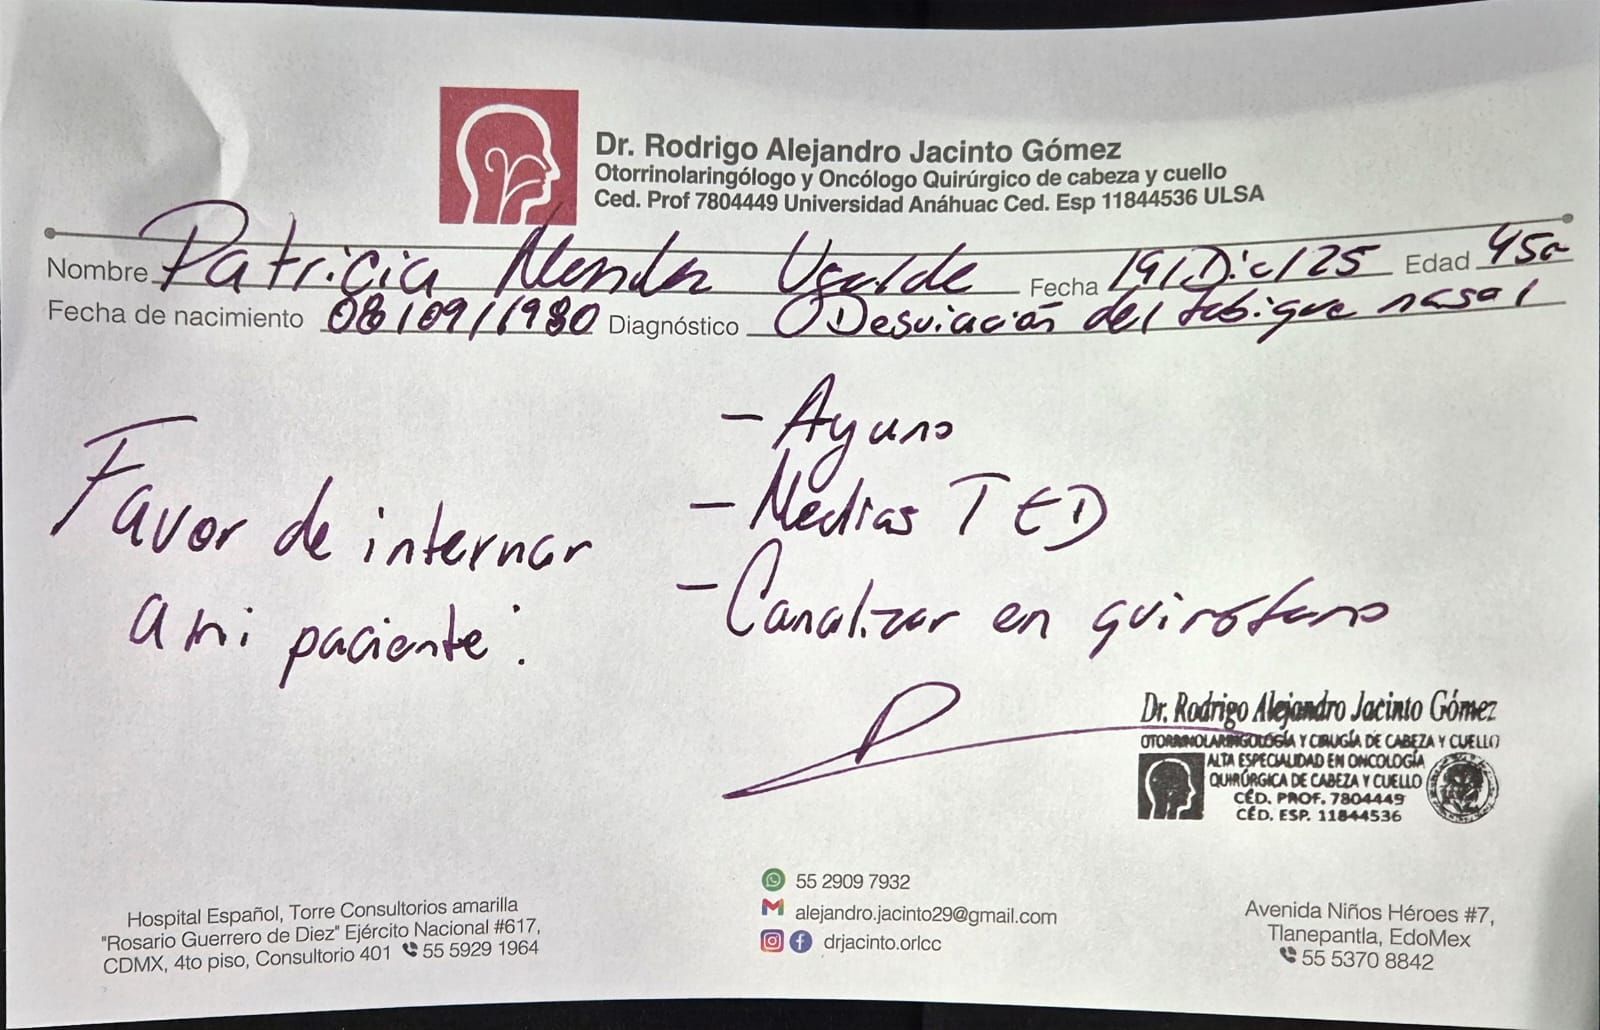 Dr. Rodrigo Alejandro Jacinto Gómez
Otorrinolaringólogo y Oncólogo Quirúrgico de cabeza y cuello
Ced. Prof 7804449 Universidad Anáhuac Ced. Esp 11844536 ULSA
Nombre Patricia Ugalde Fecha 19/Dic/25 Edad 45a
Fecha de nacimiento 08/09/1980 Diagnóstico Desviación del tabique nasal
Favor de internar
a mi paciente:
- Ayuno
- Medias TED
- Canalizar en quirofano
Dr. Rodrigo Alejandro Jacinto Gómez
OTORRINOLARINGOLOGÍA Y CIRUGÍA DE CABEZA Y CUELLO
ALTA ESPECIALIDAD EN ONCOLOGÍA
QUIRÚRGICA DE CABEZA Y CUELLO
CÉD. PROF. 7804449
CÉD. ESP. 11844536
Hospital Español, Torre Consultorios amarilla
"Rosario Guerrero de Diez" Ejército Nacional #617,
CDMX, 4to piso, Consultorio 401 55 5929 1964
55 2909 7932
alejandro.jacinto29@gmail.com
drjacinto.orlcc
Avenida Niños Héroes #7,
Tlanepantla, EdoMex
55 5370 8842